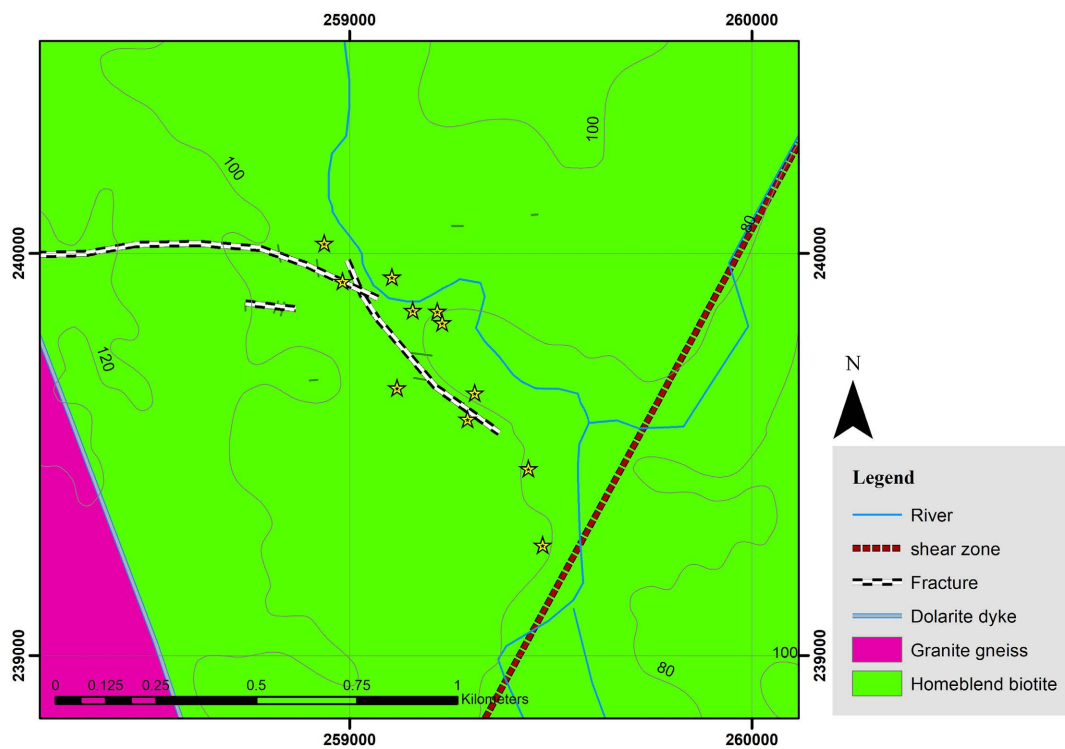 259000
260000
100
100
80
240000
240000
120
N
Legend
River
shear zone
Fracture
Dolarite dyke
Granite gneiss
Homeblend biotite
239000
239000
100
80
0 0.125 0.25 0.5 0.75 1
Kilometers
259000
260000